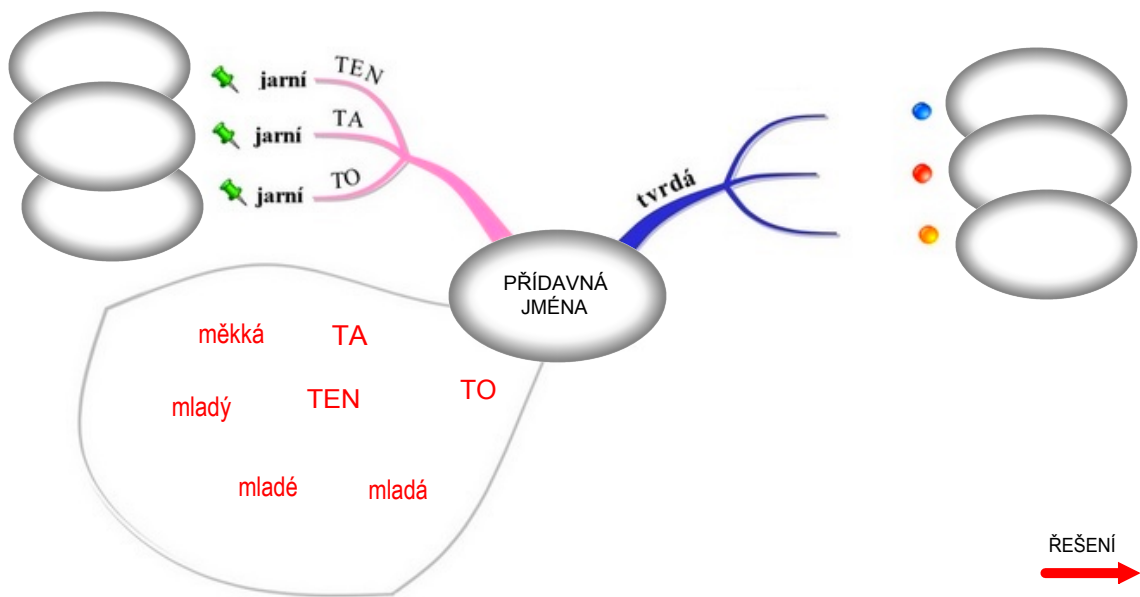 TEN
jarní
TA
jarní
TO
jarní
tvrdá
PŘÍDAVNÁ
JMÉNA
měkká
TA
mladý
TEN
TO
mladé
mladá
ŘEŠENÍ